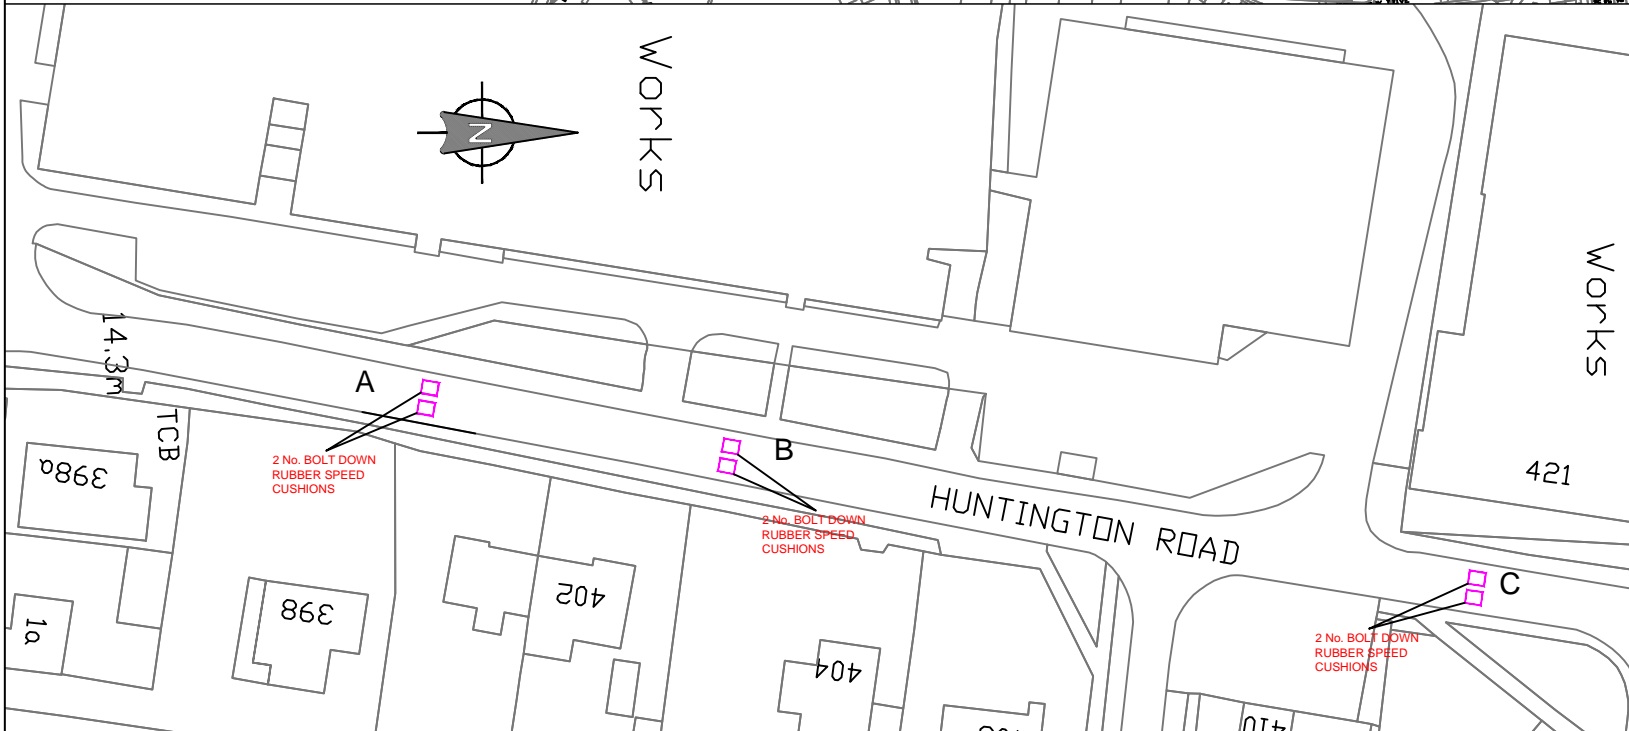 Works
N
Works
14.3m
A
TCB
2 No. BOLT DOWN
RUBBER SPEED
CUSHIONS
B
2 No. BOLT DOWN
RUBBER SPEED
CUSHIONS
HUNTINGTON ROAD
421
C
2 No. BOLT DOWN
RUBBER SPEED
CUSHIONS
398a
398
402
404
1a
410